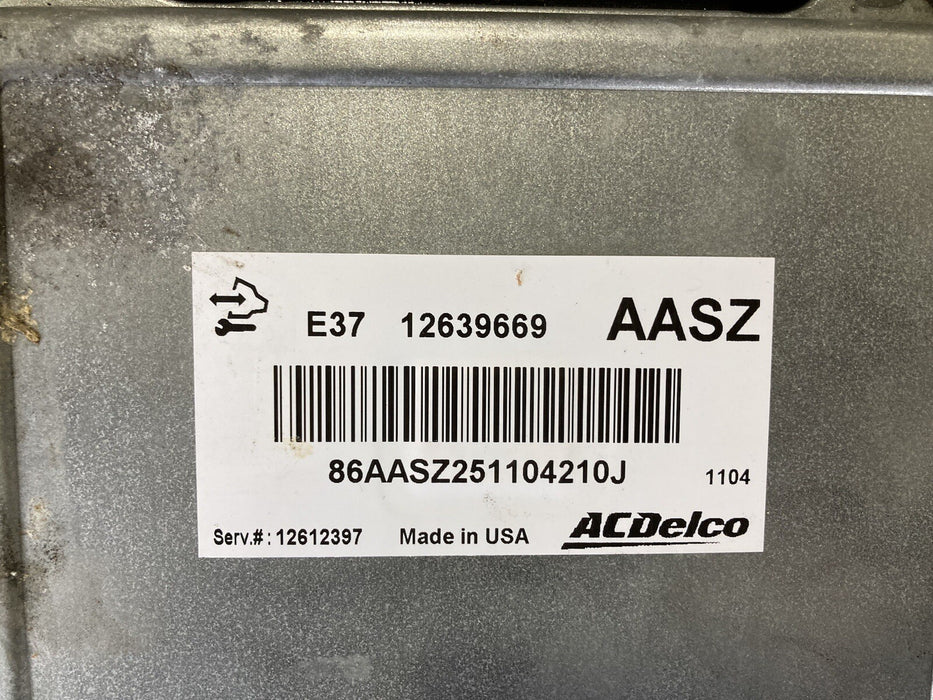 E37 12639669 AASZ
86AASZ251104210J 1104
Serv.#: 12612397 Made in USA ACDelco